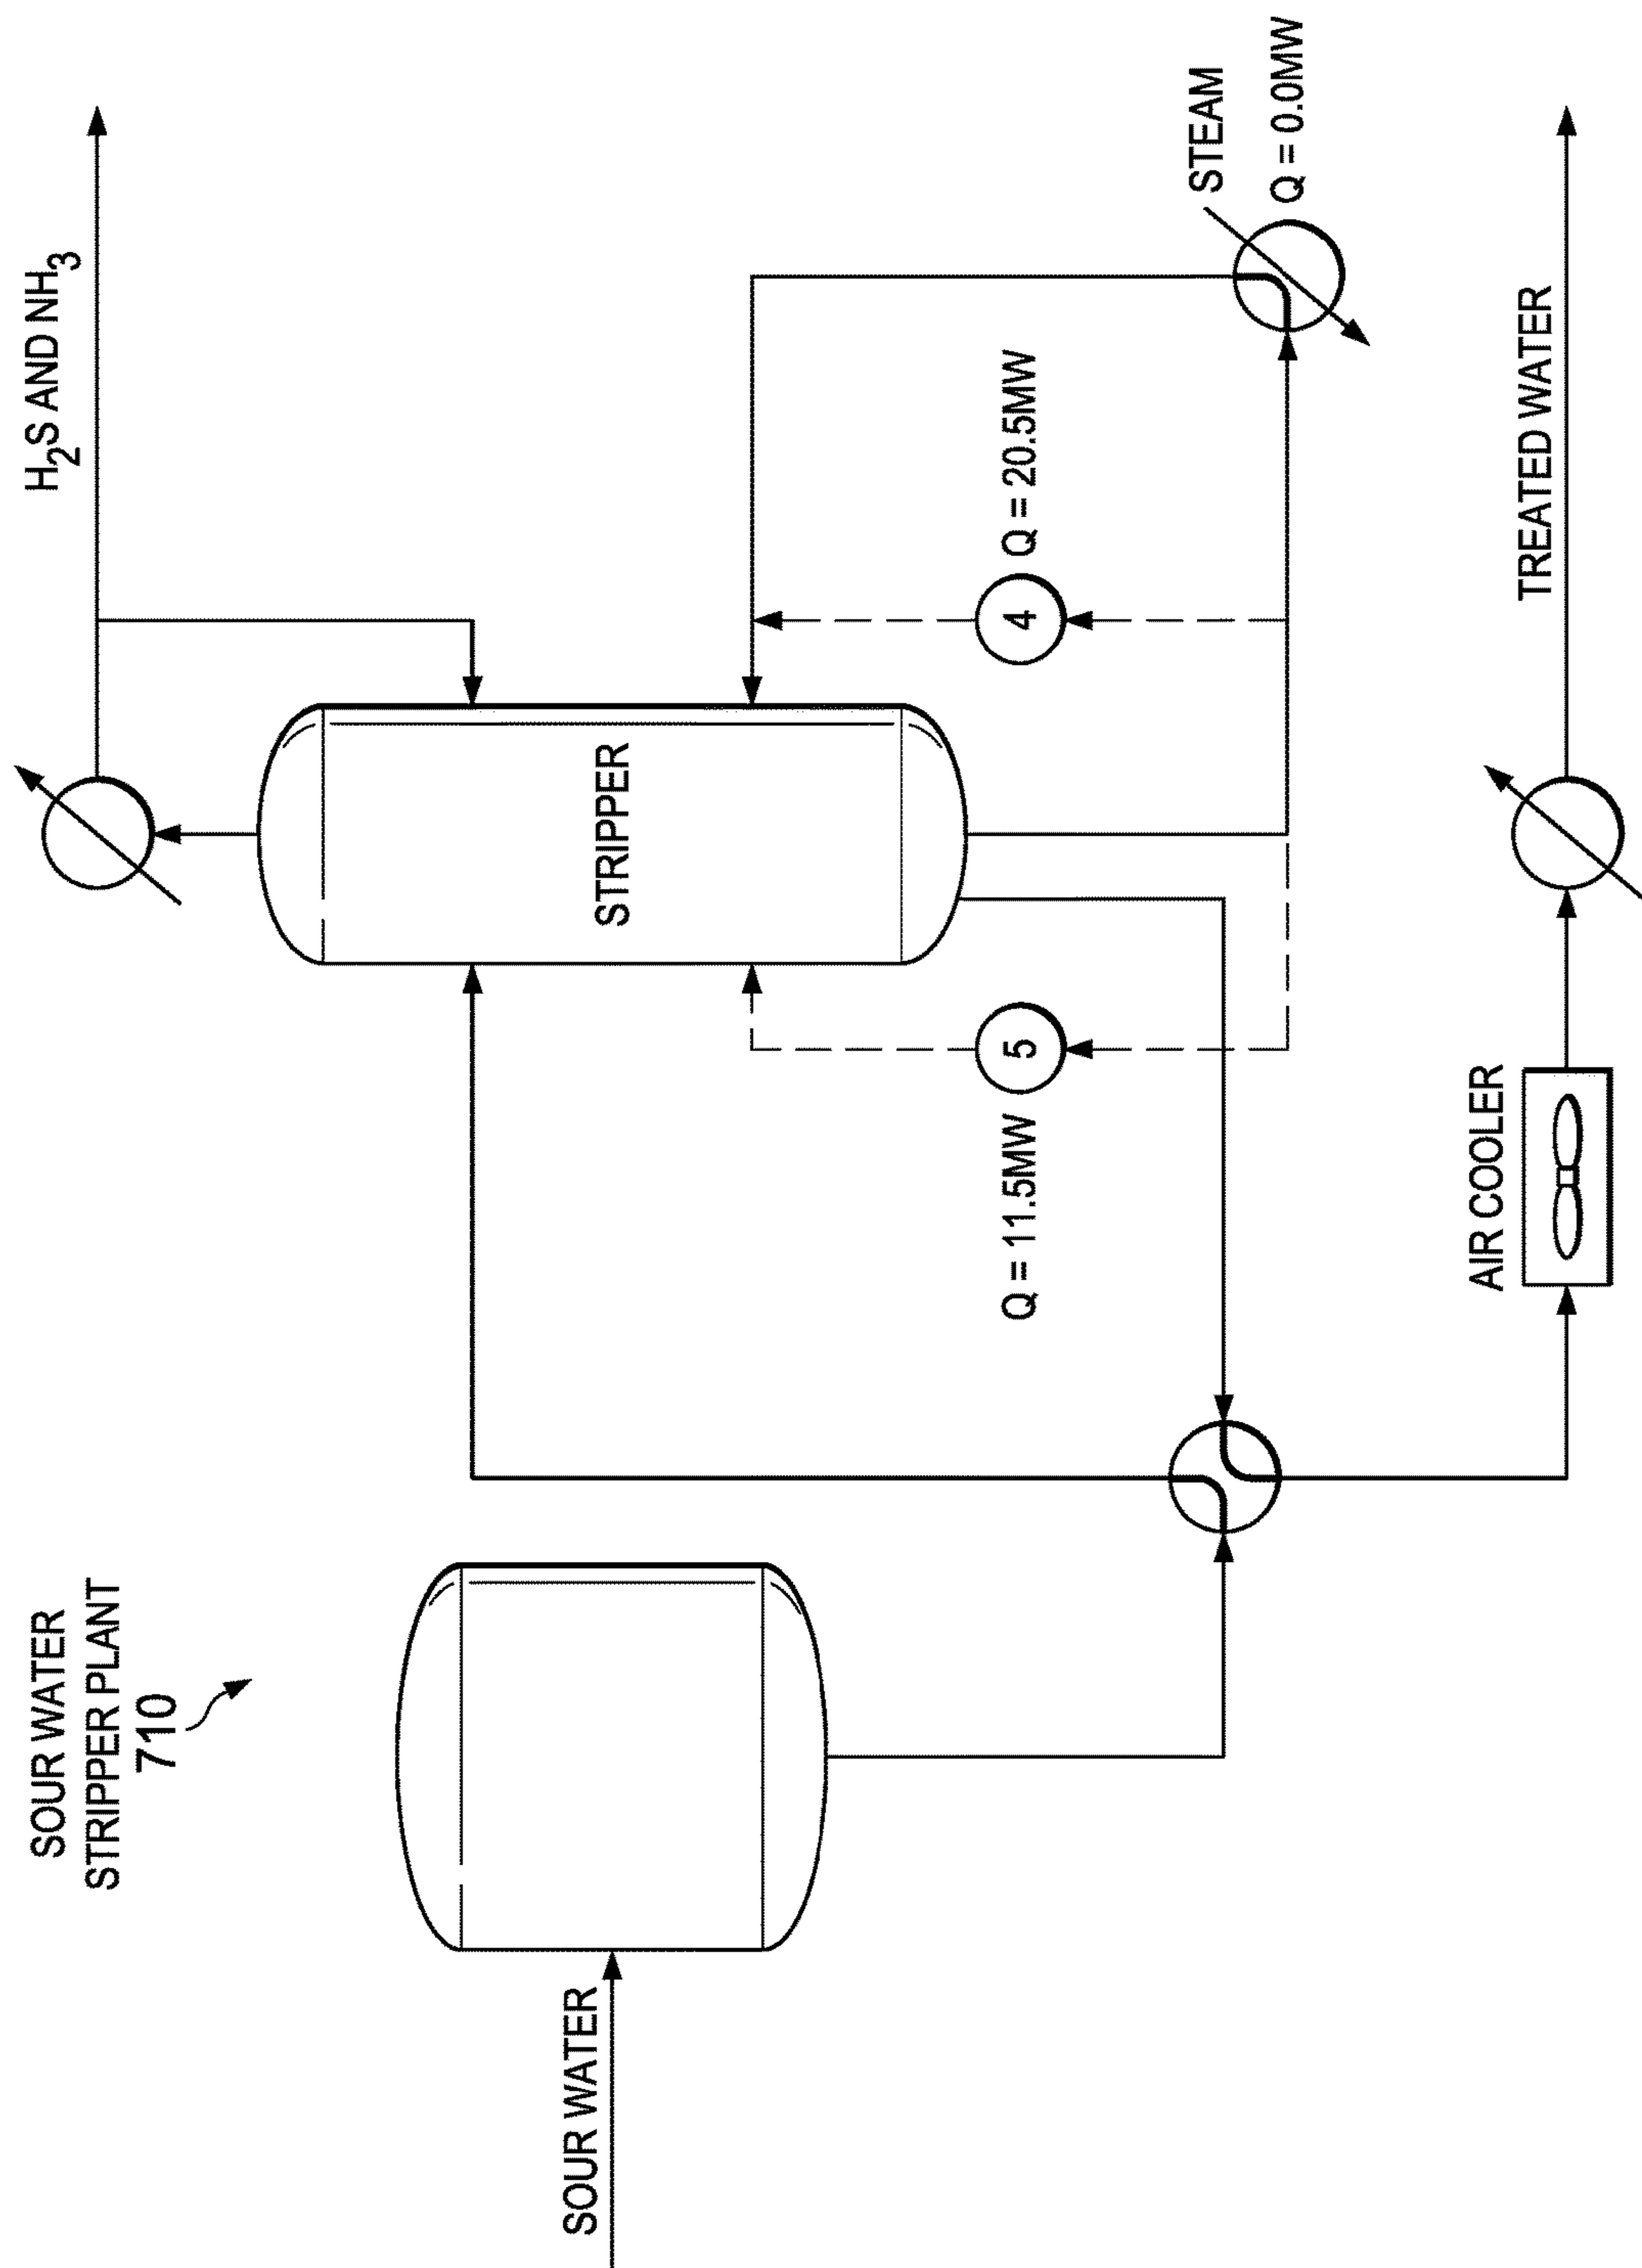 SOUR WATER
STRIPPER PLANT
710
SOUR WATER
H2S AND NH3
STRIPPER
Q = 11.5MW
5
4
Q = 20.5MW
STEAM
Q = 0.0MW
AIR COOLER
TREATED WATER